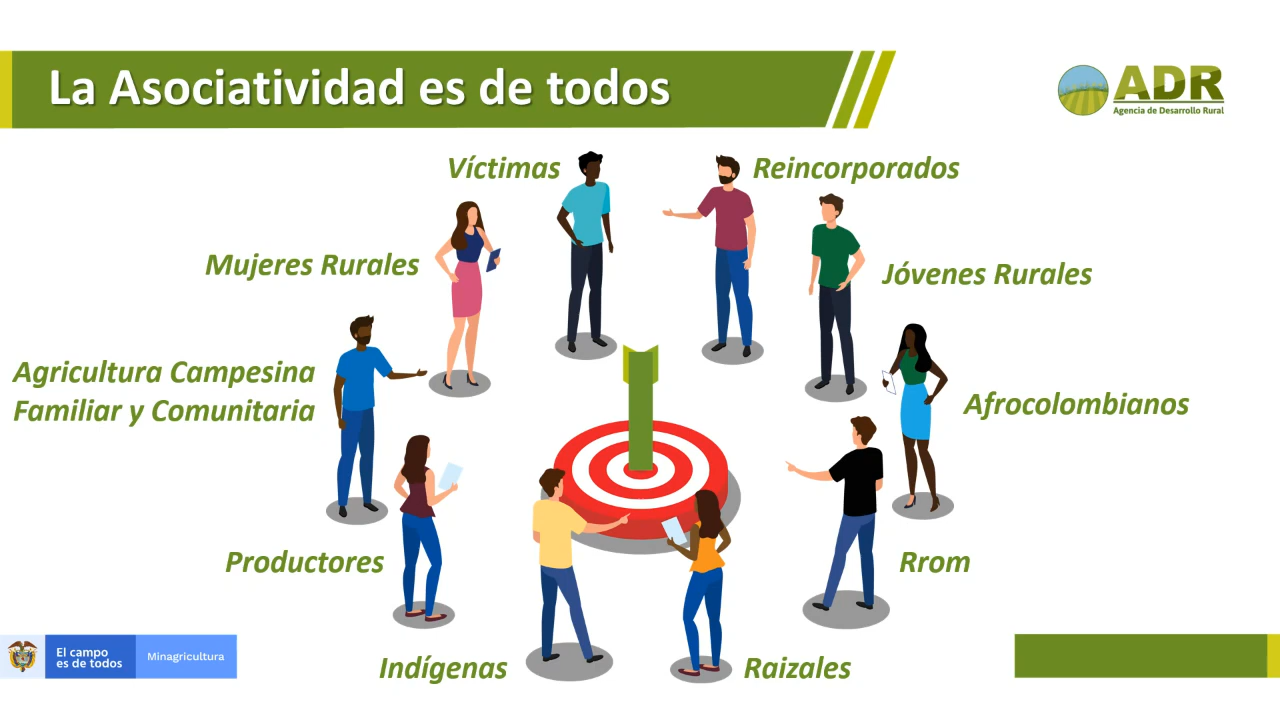 La Asociatividad es de todos
ADR
Agencia de Desarrollo Rural
Víctimas
Reincorporados
Mujeres Rurales
Jóvenes Rurales
Agricultura Campesina
Familiar y Comunitaria
Afrocolombianos
Productores
Rrom
Indígenas
Raizales
El campo
es de todos
Minagricultura